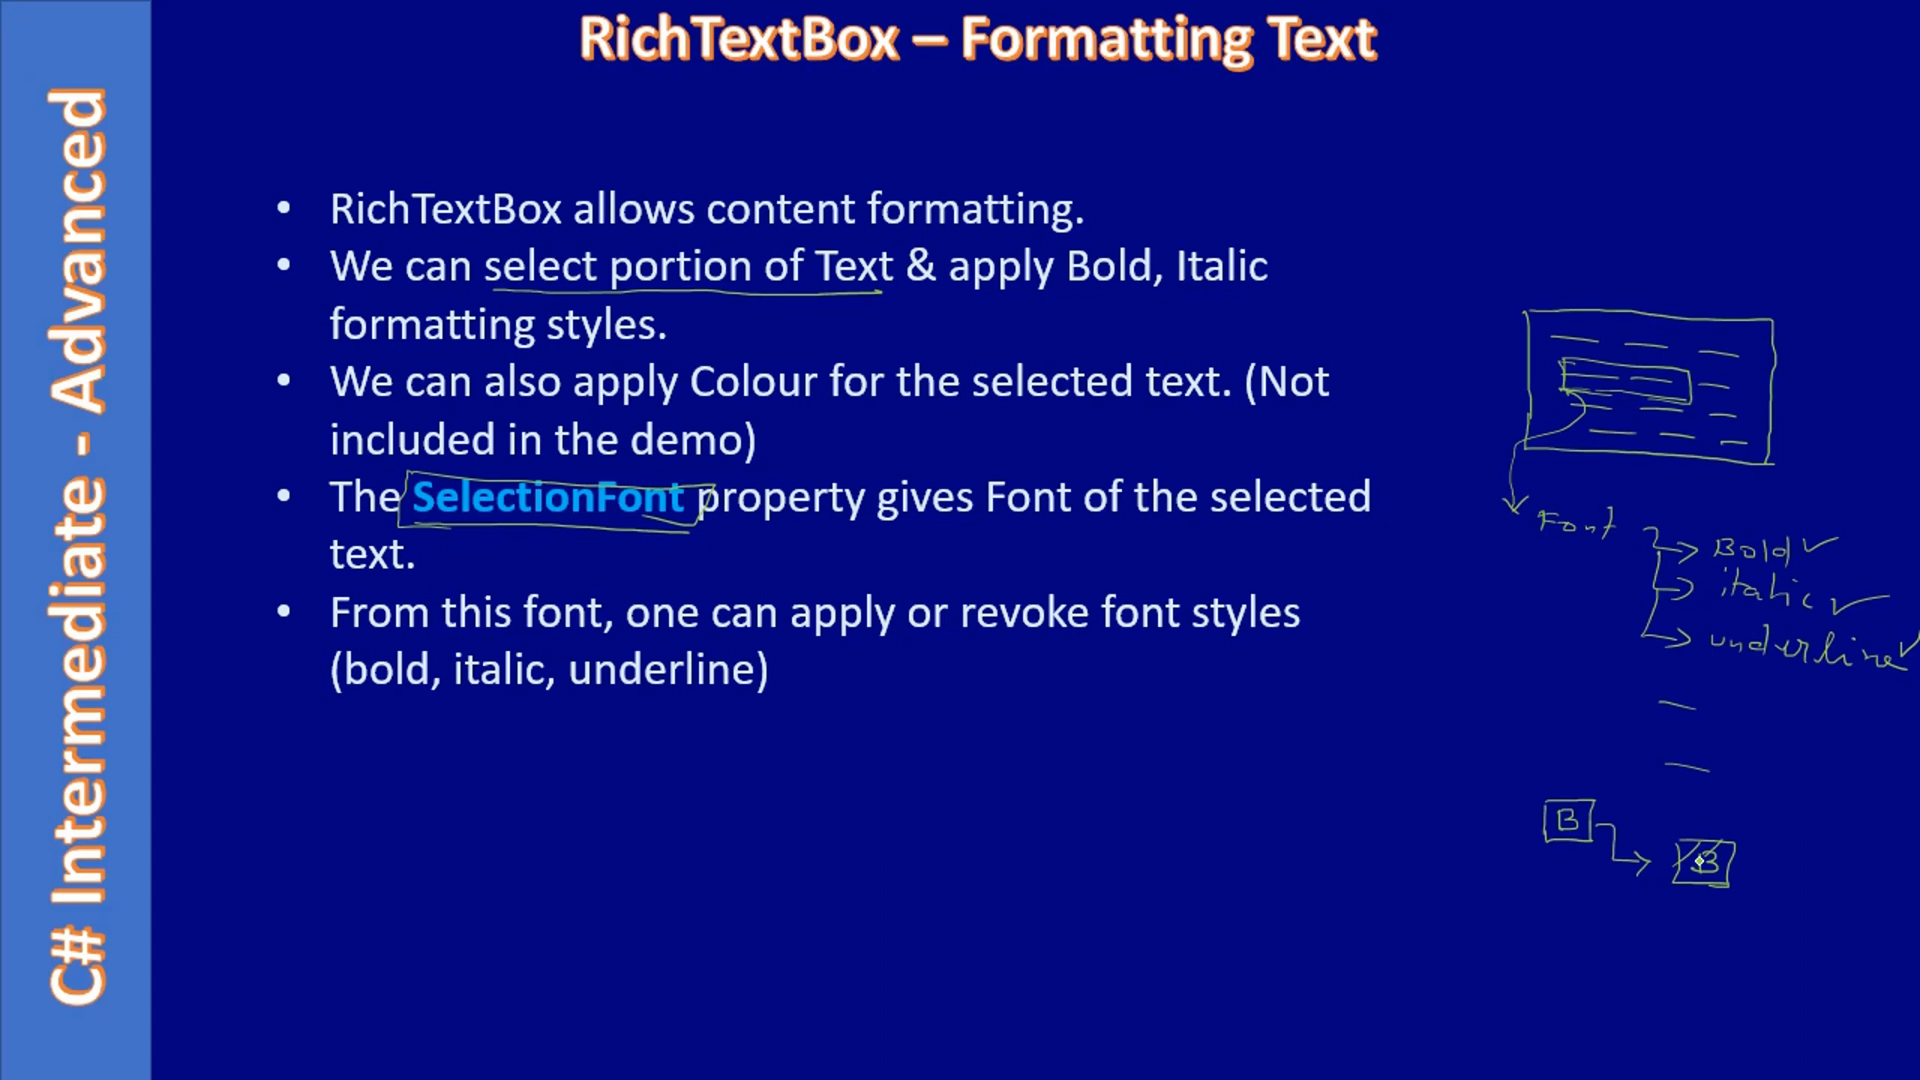 RichTextBox – Formatting Text
C# Intermediate - Advanced
• RichTextBox allows content formatting.
• We can select portion of Text & apply Bold, Italic
formatting styles.
• We can also apply Colour for the selected text. (Not
included in the demo)
• The SelectionFont property gives Font of the selected
text.
• From this font, one can apply or revoke font styles
(bold, italic, underline)
Font
Bold
italic
underline
B
B